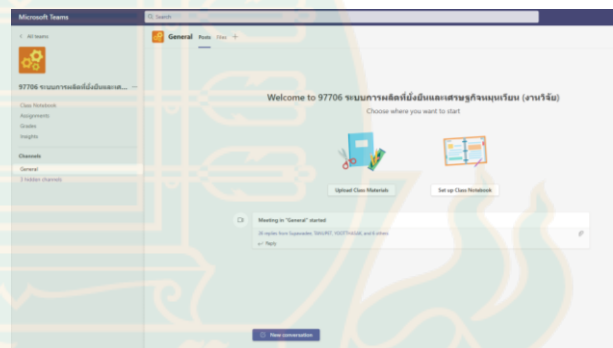 Microsoft Teams
Search
All teams
General Posts Files +
97706 ระบบการผลิตที่ยั่งยืนและเศ... ...
Class Notebook
Assignments
Grades
Insights
Channels
General
3 hidden channels
Welcome to 97706 ระบบการผลิตที่ยั่งยืนและเศรษฐกิจหมุนเวียน (งานวิจัย)
Choose where you want to start
Upload Class Materials
Set up Class Notebook
Meeting in "General" started
replies from and others
Reply
New conversation